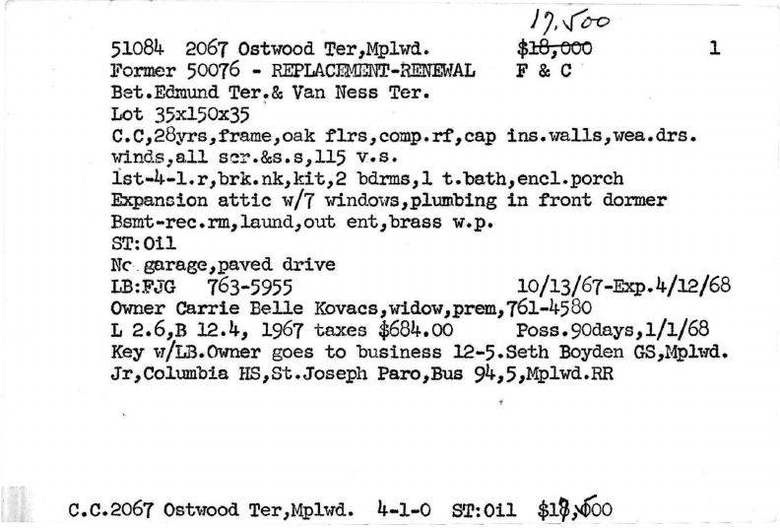 17,500
51084 2067 Ostwood Ter,Mplwd. $18,000 1
Former 50076 - REPLACEMENT-RENEWAL F & C
Bet.Edmund Ter.& Van Ness Ter.
Lot 35x150x35
C.C,28yrs,frame,oak flrs,comp.rf,cap ins.walls,wea.drs.
winds,all scr.&s.s,115 v.s.
1st-4-l.r,brk.nk,kit,2 bdrms,1 t.bath,encl.porch
Expansion attic w/7 windows,plumbing in front dormer
Bsmt-rec.rm,laund,out ent,brass w.p.
ST:Oil
No garage,paved drive
LB:FJG 763-5955 10/13/67-Exp.4/12/68
Owner Carrie Belle Kovacs,widow,prem,761-4580
L 2.6,B 12.4, 1967 taxes $684.00 Poss.90days,1/1/68
Key w/LB.Owner goes to business 12-5.Seth Boyden GS,Mplwd.
Jr,Columbia HS,St.Joseph Paro,Bus 94,5,Mplwd.RR
C.C.2067 Ostwood Ter,Mplwd. 4-1-0 ST:Oil